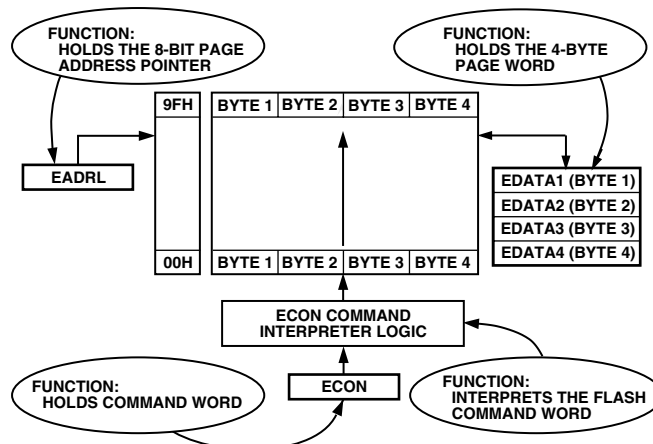 FUNCTION:
HOLDS THE 8-BIT PAGE
ADDRESS POINTER
FUNCTION:
HOLDS THE 4-BYTE
PAGE WORD
9FH
BYTE 1 BYTE 2 BYTE 3 BYTE 4
EADRL
EDATA1 (BYTE 1)
EDATA2 (BYTE 2)
EDATA3 (BYTE 3)
EDATA4 (BYTE 4)
00H
BYTE 1 BYTE 2 BYTE 3 BYTE 4
ECON COMMAND
INTERPRETER LOGIC
FUNCTION:
HOLDS COMMAND WORD
ECON
FUNCTION:
INTERPRETS THE FLASH
COMMAND WORD